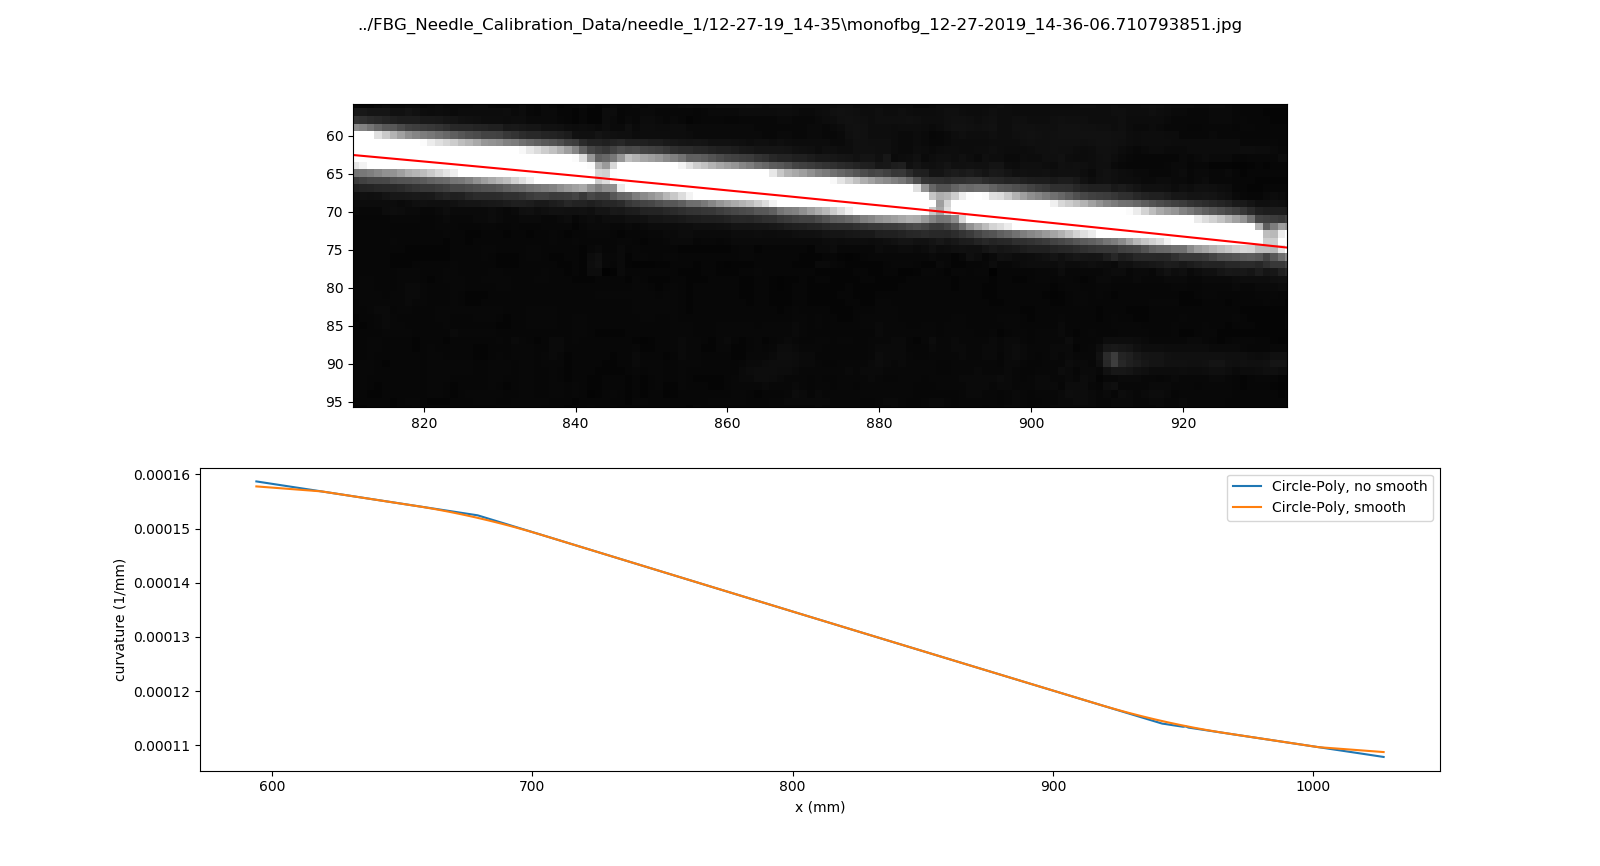 ../FBG_Needle_Calibration_Data/needle_1/12-27-19_14-35\monofbg_12-27-2019_14-36-06.710793851.jpg
60
65
70
75
80
85
90
95
820 840 860 880 900 920
0.00016
0.00015
0.00014
0.00013
0.00012
0.00011
curvature (1/mm)
Circle-Poly, no smooth
Circle-Poly, smooth
600 700 800 900 1000
x (mm)